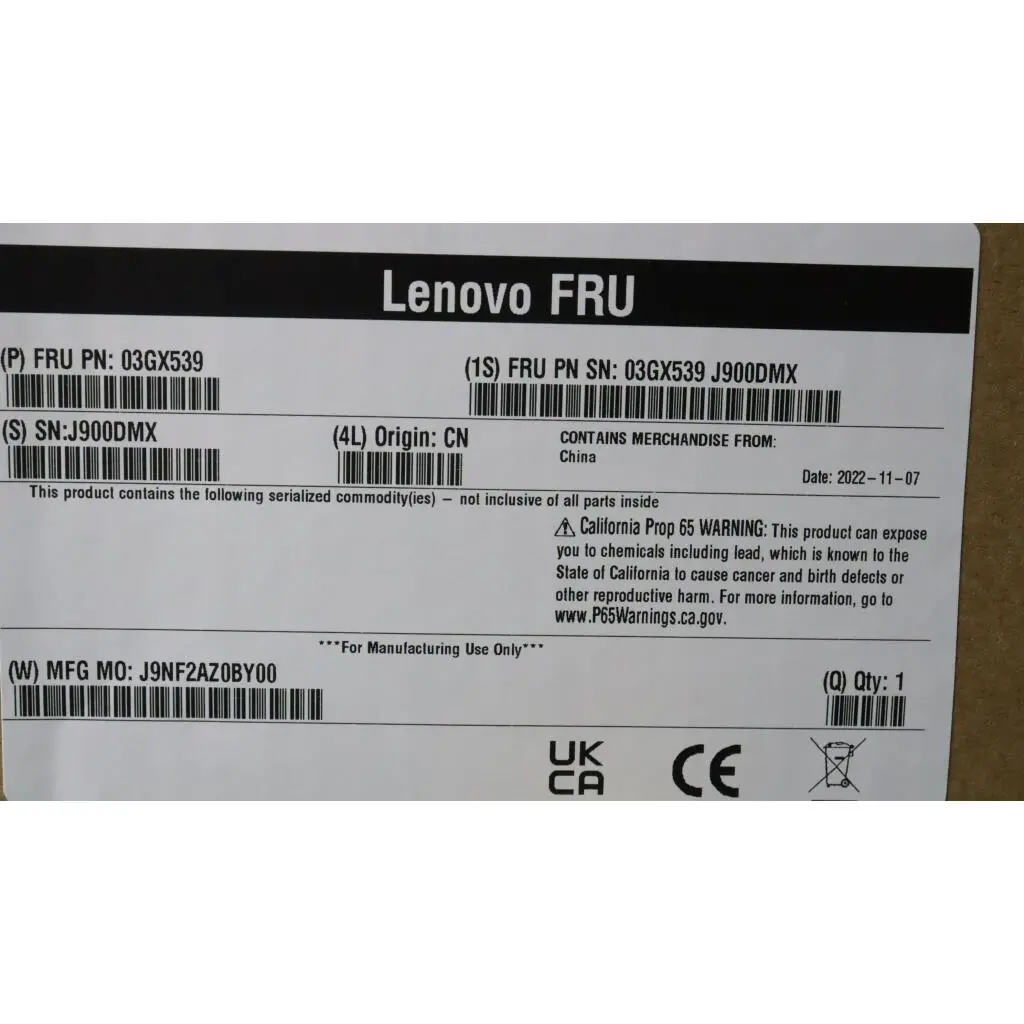 Lenovo FRU
(P) FRU PN: 03GX539
(1S) FRU PN SN: 03GX539 J900DMX
(S) SN:J900DMX
(4L) Origin: CN
CONTAINS MERCHANDISE FROM:
China
Date: 2022-11-07
This product contains the following serialized commodity(ies) – not inclusive of all parts inside
⚠ California Prop 65 WARNING: This product can expose
you to chemicals including lead, which is known to the
State of California to cause cancer and birth defects or
other reproductive harm. For more information, go to
www.P65Warnings.ca.gov.
***For Manufacturing Use Only***
(W) MFG MO: J9NF2AZ0BY00
(Q) Qty: 1
UK
CA
CE